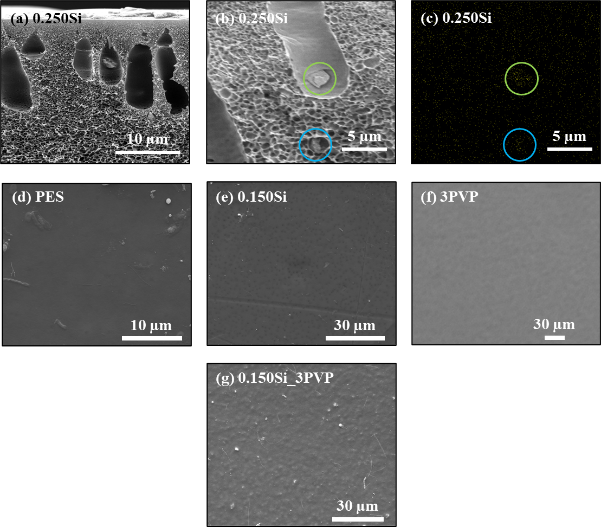 (a) 0.250Si
10 µm
(b) 0.250Si
5 µm
(c) 0.250Si
5 µm
(d) PES
10 µm
(e) 0.150Si
30 µm
(f) 3PVP
30 µm
(g) 0.150Si_3PVP
30 µm